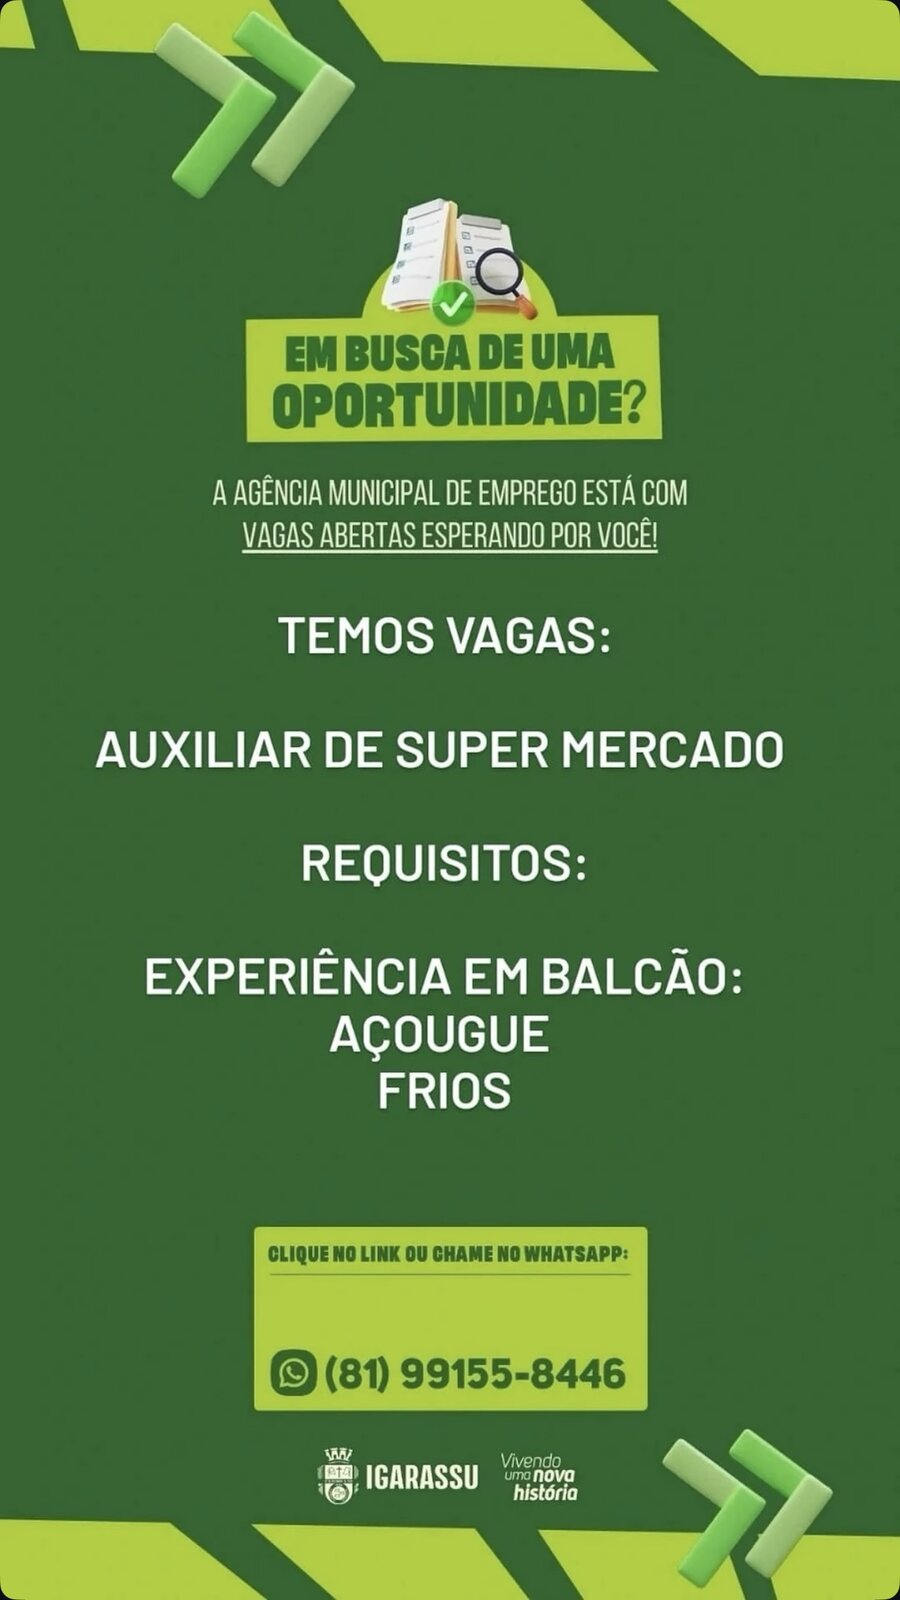 EM BUSCA DE UMA
OPORTUNIDADE?
A AGÊNCIA MUNICIPAL DE EMPREGO ESTÁ COM
VAGAS ABERTAS ESPERANDO POR VOCÊ!
TEMOS VAGAS:
AUXILIAR DE SUPER MERCADO
REQUISITOS:
EXPERIÊNCIA EM BALCÃO:
AÇOUGUE
FRIOS
CLIQUE NO LINK OU CHAME NO WHATSAPP:
(81) 99155-8446
IGARASSU
Vivendo
uma nova
história